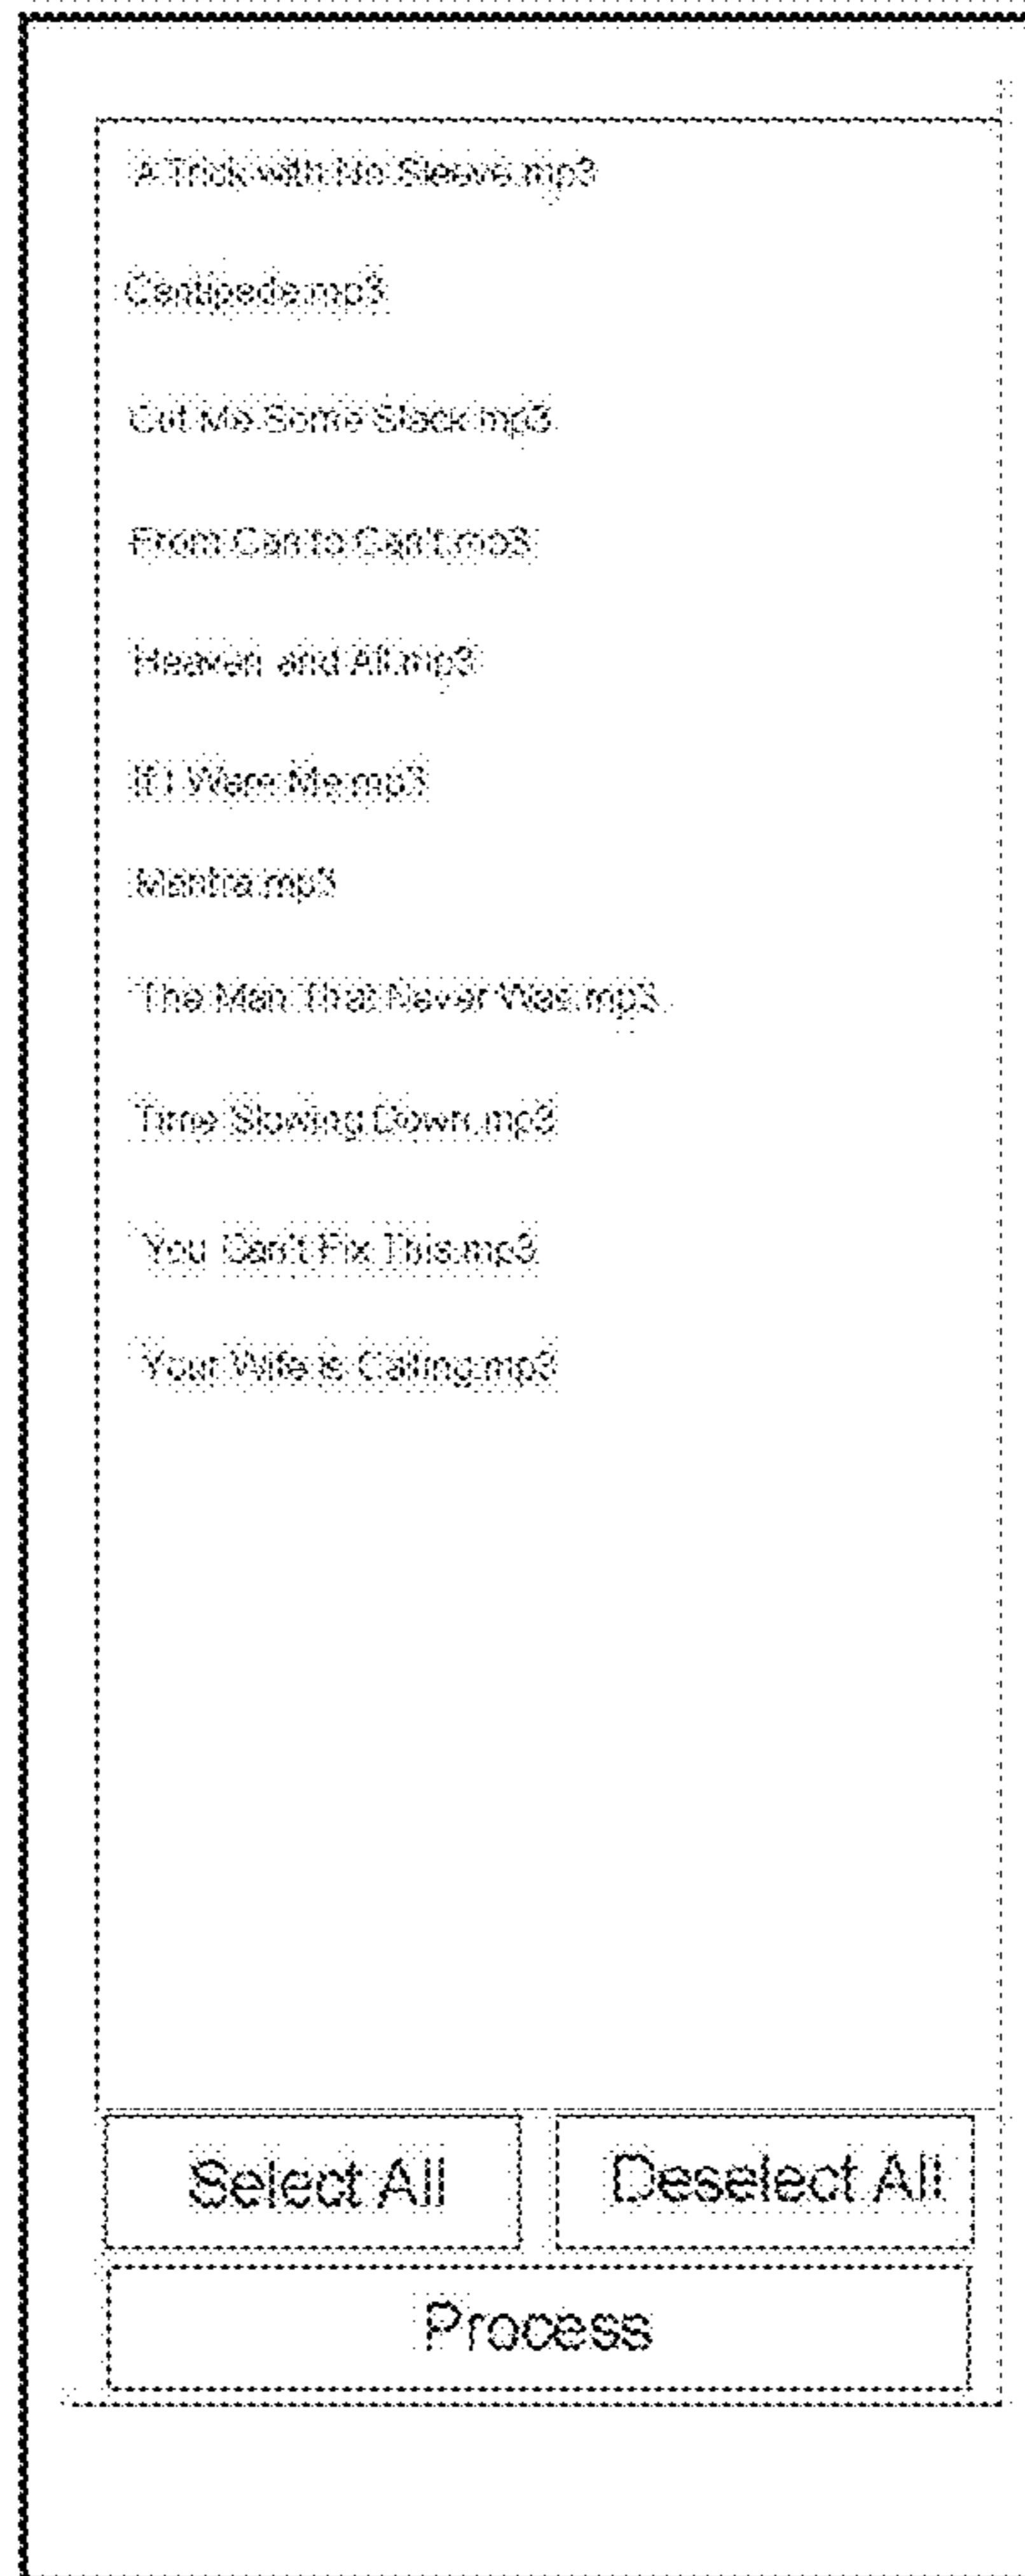 A Trick with No Sleeve.mp3
Centipede.mp3
Cut Me Some Slack.mp3
From Can to Can't.mp3
Heaven and All.mp3
If I Were Me.mp3
Mantra.mp3
The Man That Never Was.mp3
Time Slowing Down.mp3
You Can't Fix This.mp3
Your Wife is Calling.mp3
Select All Deselect All
Process